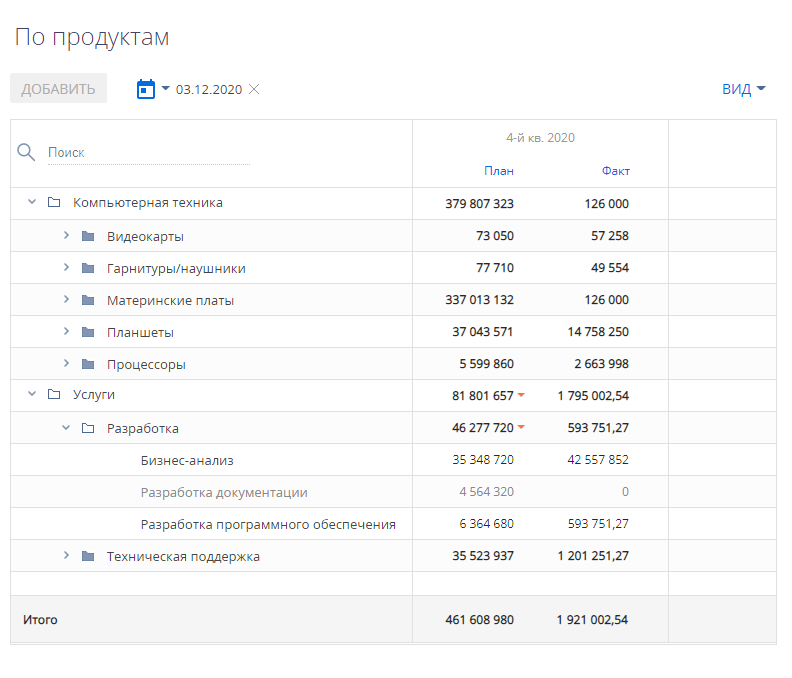 По продуктам
ДОБАВИТЬ 03.12.2020 ВИД
Поиск 4-й кв. 2020
План Факт
Компьютерная техника 379 807 323 126 000
Видеокарты 73 050 57 258
Гарнитуры/наушники 77 710 49 554
Материнские платы 337 013 132 126 000
Планшеты 37 043 571 14 758 250
Процессоры 5 599 860 2 663 998
Услуги 81 801 657 1 795 002,54
Разработка 46 277 720 593 751,27
Бизнес-анализ 35 348 720 42 557 852
Разработка документации 4 564 320 0
Разработка программного обеспечения 6 364 680 593 751,27
Техническая поддержка 35 523 937 1 201 251,27
Итого 461 608 980 1 921 002,54